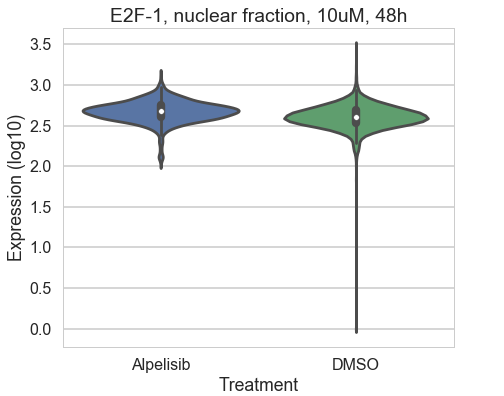 E2F-1, nuclear fraction, 10uM, 48h
Expression (log10)
3.5
3.0
2.5
2.0
1.5
1.0
0.5
0.0
Alpelisib DMSO
Treatment